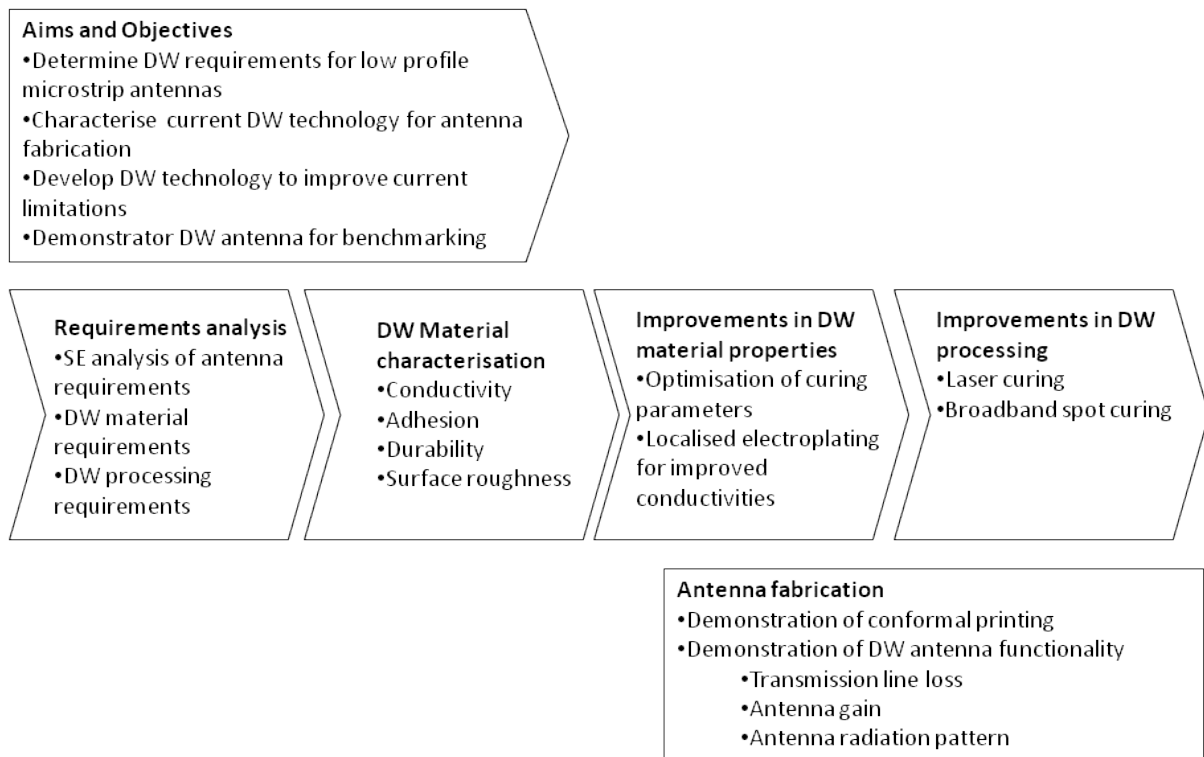 Aims and Objectives
•Determine DW requirements for low profile
microstrip antennas
•Characterise current DW technology for antenna
fabrication
•Develop DW technology to improve current
limitations
•Demonstrator DW antenna for benchmarking
Requirements analysis
•SE analysis of antenna
requirements
•DW material
requirements
•DW processing
requirements
DW Material
characterisation
•Conductivity
•Adhesion
•Durability
•Surface roughness
Improvements in DW
material properties
•Optimisation of curing
parameters
•Localised electroplating
for improved
conductivities
Improvements in DW
processing
•Laser curing
•Broadband spot curing
Antenna fabrication
•Demonstration of conformal printing
•Demonstration of DW antenna functionality
•Transmission line loss
•Antenna gain
•Antenna radiation pattern